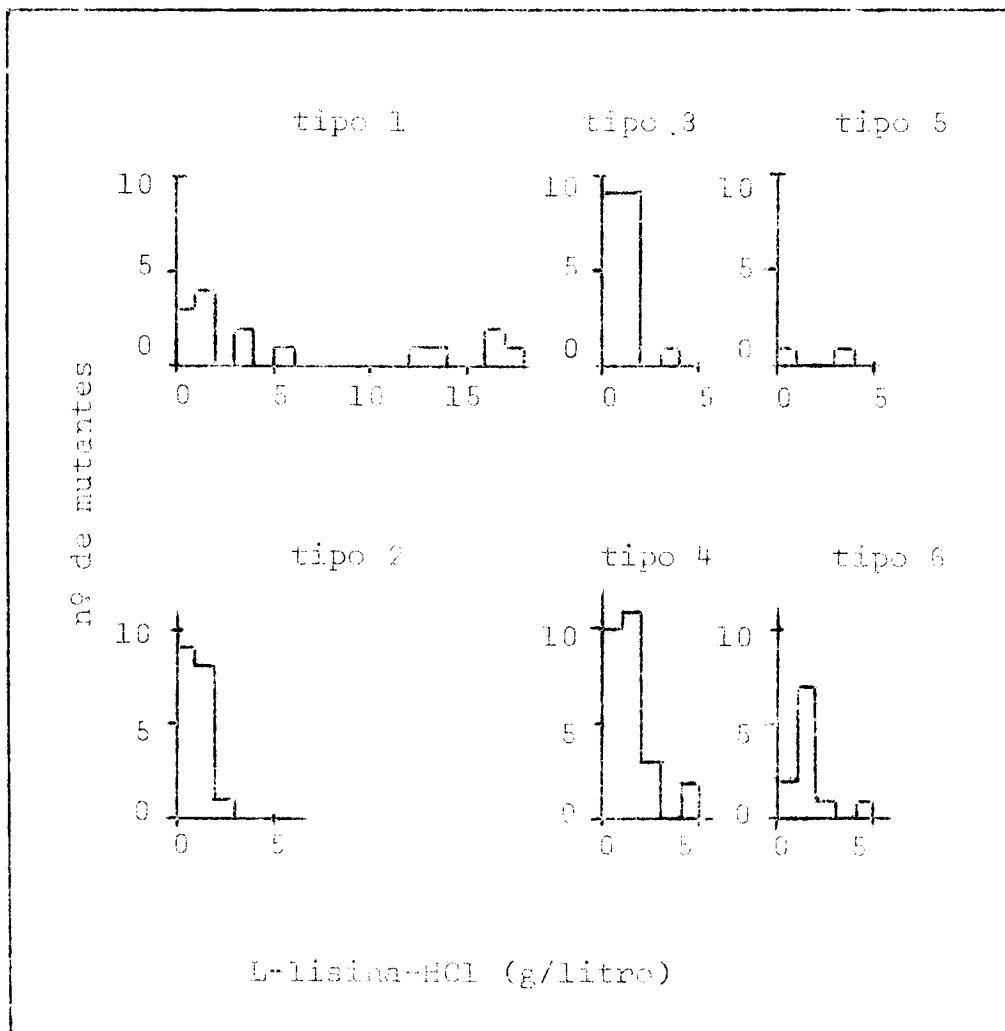 tipo 1 tipo 3 tipo 5
10 10 10
5 5 5
0 0 0
0 5 10 15 0 5 0 5
nº de mutantes
tipo 2 tipo 4 tipo 6
10 10 10
5 5 5
0 0 0
0 5 0 5 0 5
L-lisina-HCl (g/litro)